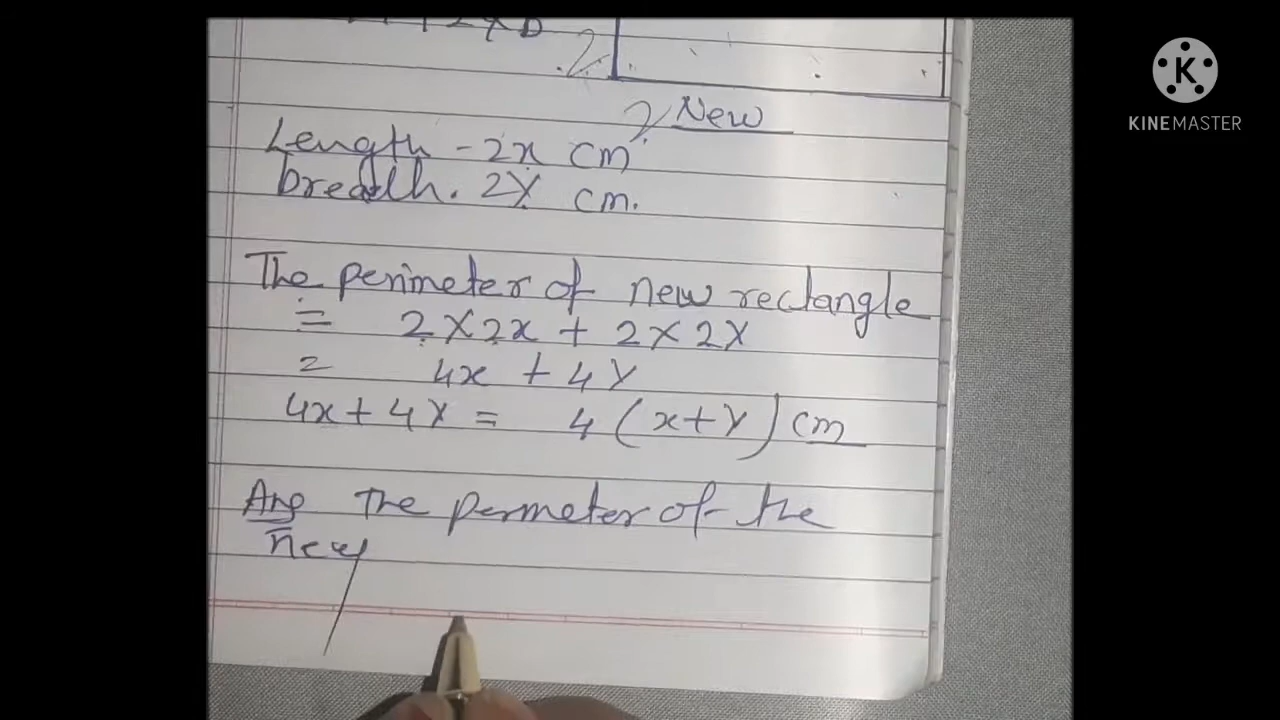 New
Length - 2x cm
breadth. 2y cm.
The perimeter of new rectangle
= 2 × 2x + 2 × 2y
= 4x + 4y
4x + 4y = 4 (x+y) cm
Ans The permeter of the
new
K
KINEMASTER